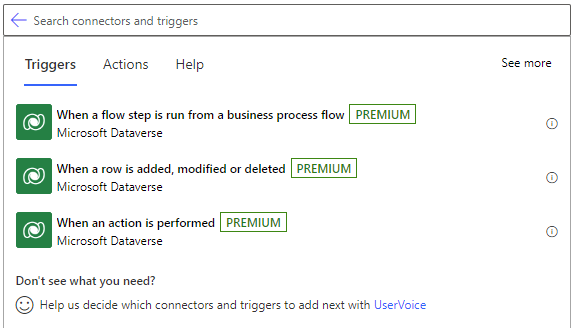 Search connectors and triggers
Triggers Actions Help See more
When a flow step is run from a business process flow PREMIUM
Microsoft Dataverse
When a row is added, modified or deleted PREMIUM
Microsoft Dataverse
When an action is performed PREMIUM
Microsoft Dataverse
Don't see what you need?
Help us decide which connectors and triggers to add next with UserVoice